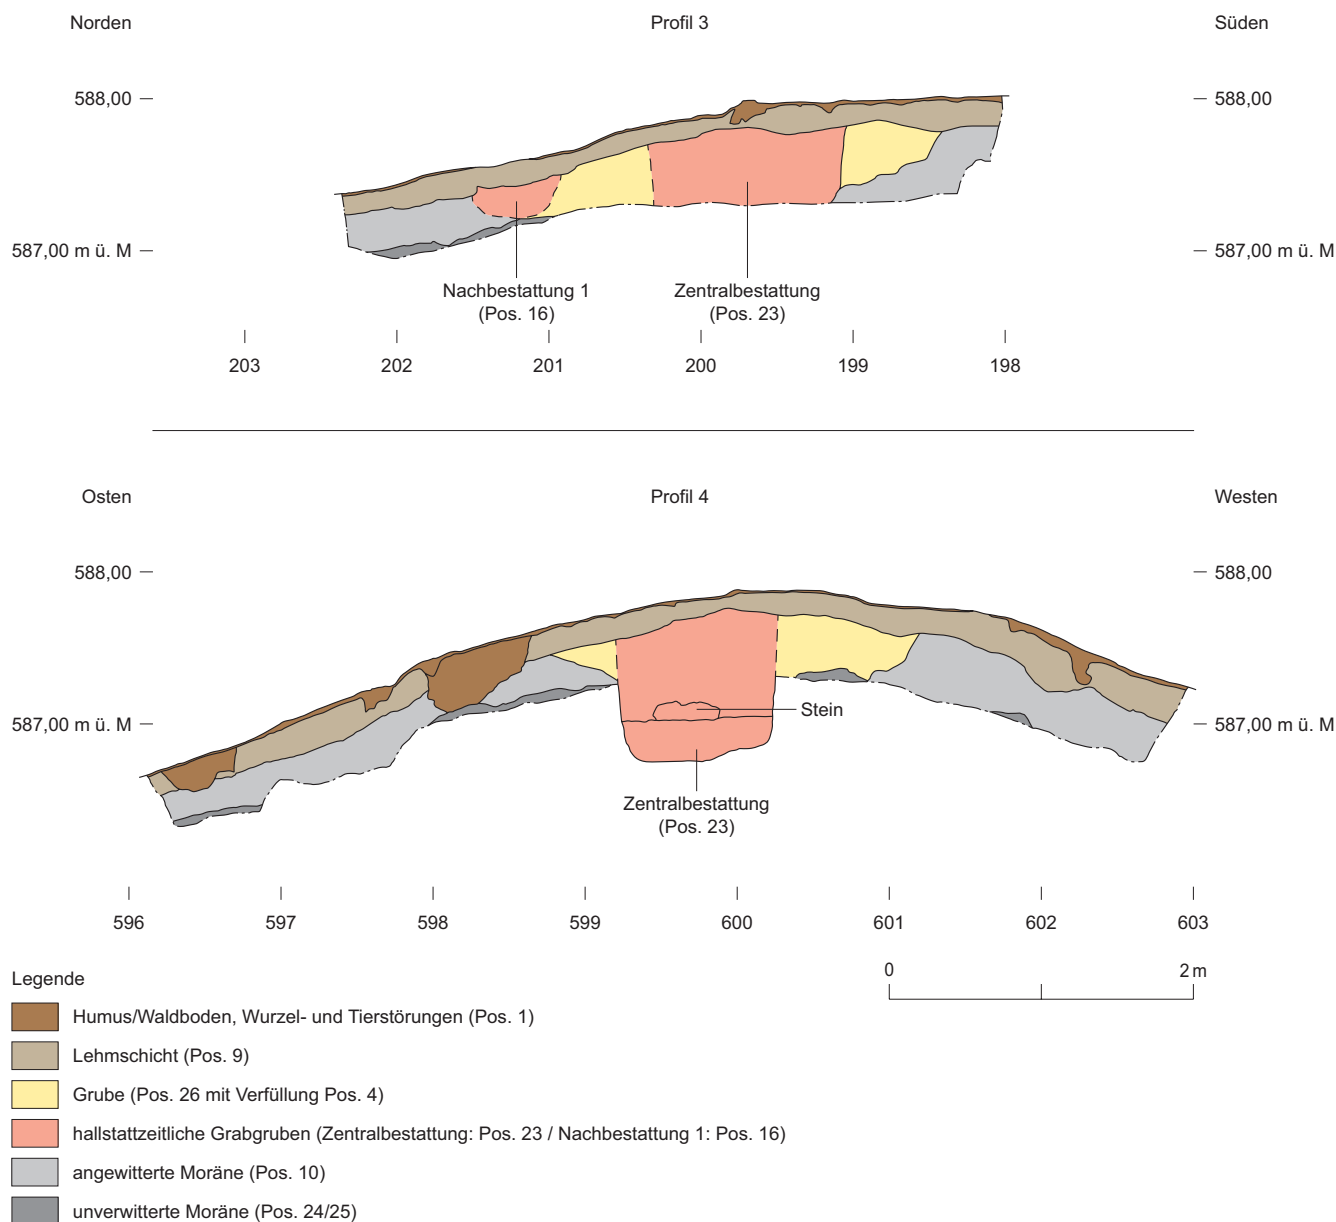 Norden
Profil 3
Süden
588,00
588,00
587,00 m ü. M
587,00 m ü. M
Nachbestattung 1
(Pos. 16)
Zentralbestattung
(Pos. 23)
203
202
201
200
199
198
Osten
Profil 4
Westen
588,00
588,00
587,00 m ü. M
587,00 m ü. M
Stein
Zentralbestattung
(Pos. 23)
596
597
598
599
600
601
602
603
0
2 m
Legende
Humus/Waldboden, Wurzel- und Tierstörungen (Pos. 1)
Lehmschicht (Pos. 9)
Grube (Pos. 26 mit Verfüllung Pos. 4)
hallstattzeitliche Grabgruben (Zentralbestattung: Pos. 23 / Nachbestattung 1: Pos. 16)
angewitterte Moräne (Pos. 10)
unverwitterte Moräne (Pos. 24/25)